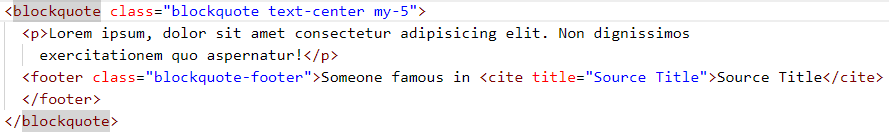 <blockquote class="blockquote text-center my-5">
<p>Lorem ipsum, dolor sit amet consectetur adipisicing elit. Non dignissimos
exercitationem quo aspernatur!</p>
<footer class="blockquote-footer">Someone famous in <cite title="Source Title">Source Title</cite>
</footer>
</blockquote>